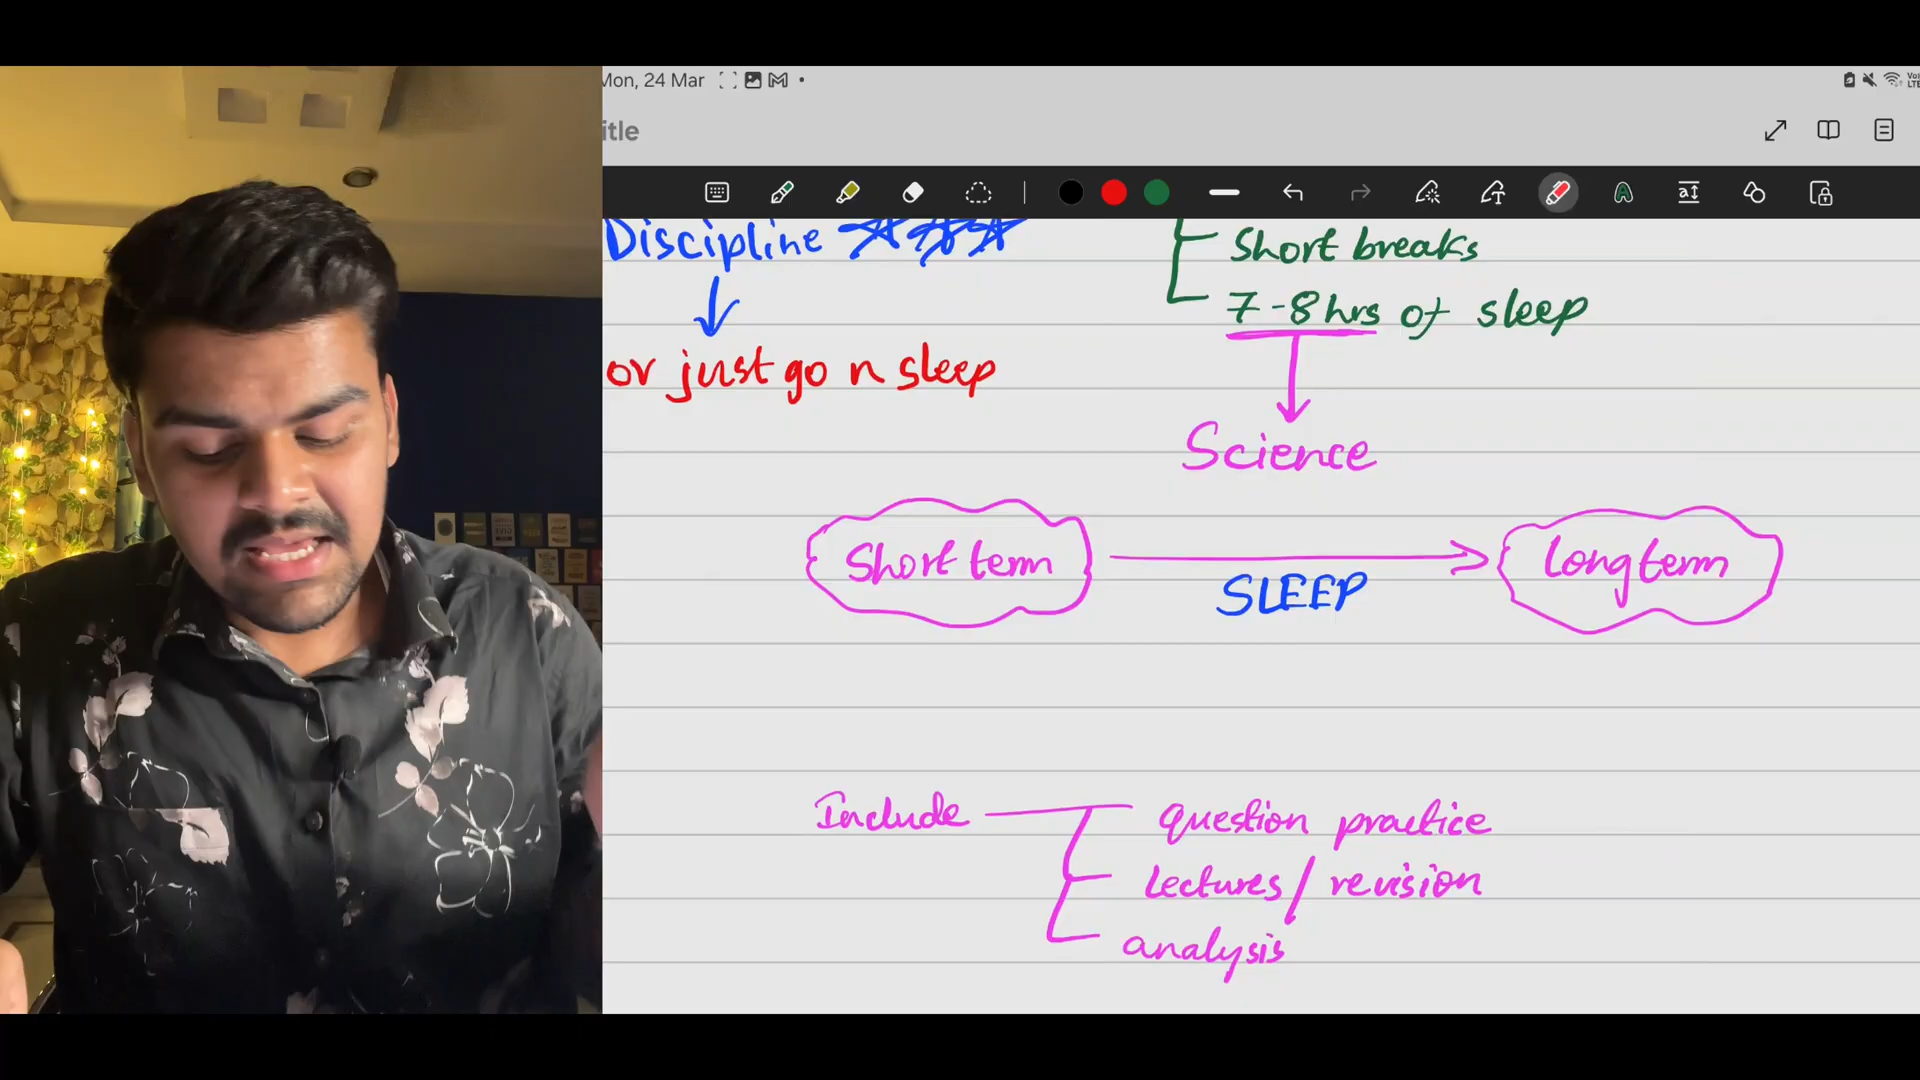 Mon, 24 Mar
itle
Discipline
Short breaks
7-8 hrs of sleep
or just go n sleep
Science
Short term
SLEEP
Long term
Include
question practice
Lectures / revision
analysis